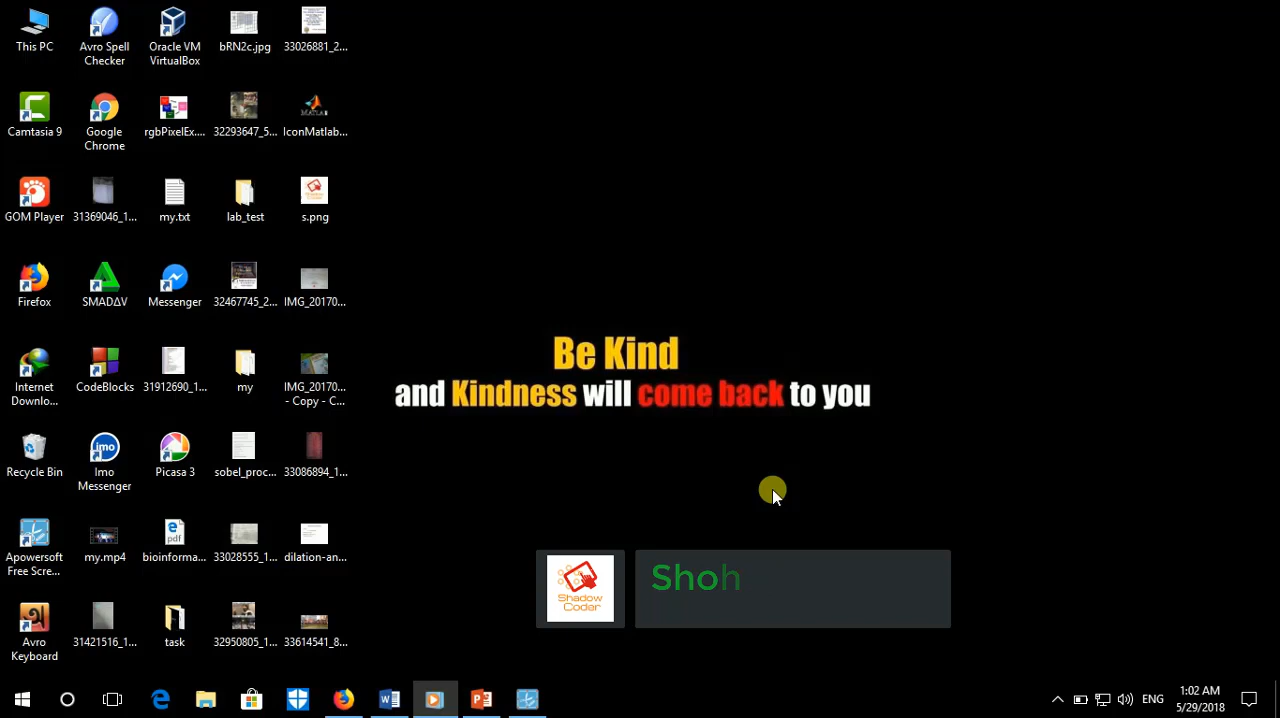 This PC
Avro Spell
Checker
Oracle VM
VirtualBox
bRN2c.jpg
33026881_2...
Camtasia 9
Google
Chrome
rgbPixelEx....
32293647_5...
MATLAB
IconMatlab...
GOM Player
31369046_1...
my.txt
lab_test
s.png
Firefox
SMADΔV
Messenger
32467745_2...
IMG_20170...
Internet
Downlo...
CodeBlocks
31912690_1...
my
IMG_20170...
- Copy - C...
Recycle Bin
imo
Imo
Messenger
Picasa 3
sobel_proc...
33086894_1...
Apowersoft
Free Scre...
my.mp4
pdf
bioinforma...
33028555_1...
dilation-an...
Avro
Keyboard
31421516_1...
task
32950805_1...
33614541_8...
Be Kind
and Kindness will come back to you
Shadow
Coder
Shoh
ENG
1:02 AM
5/29/2018